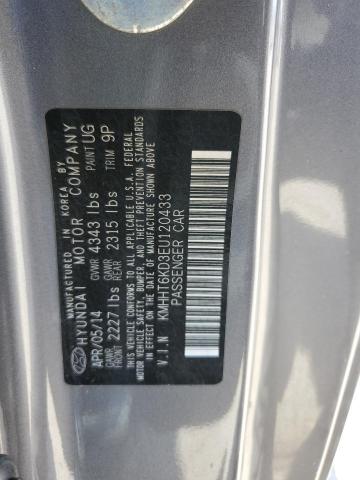 MANUFACTURED IN KOREA BY
HYUNDAI MOTOR COMPANY
APR/05/14 GVWR 4343 lbs PAINT UG
GAWR FRONT 2227 lbs GAWR REAR 2315 lbs TRIM 9P
THIS VEHICLE CONFORMS TO ALL APPLICABLE U.S. FEDERAL
MOTOR VEHICLE SAFETY, BUMPER, AND THEFT PREVENTION STANDARDS
IN EFFECT ON THE DATE OF MANUFACTURE SHOWN ABOVE.
V.I.N KMHHT6KD3EU120433
PASSENGER CAR